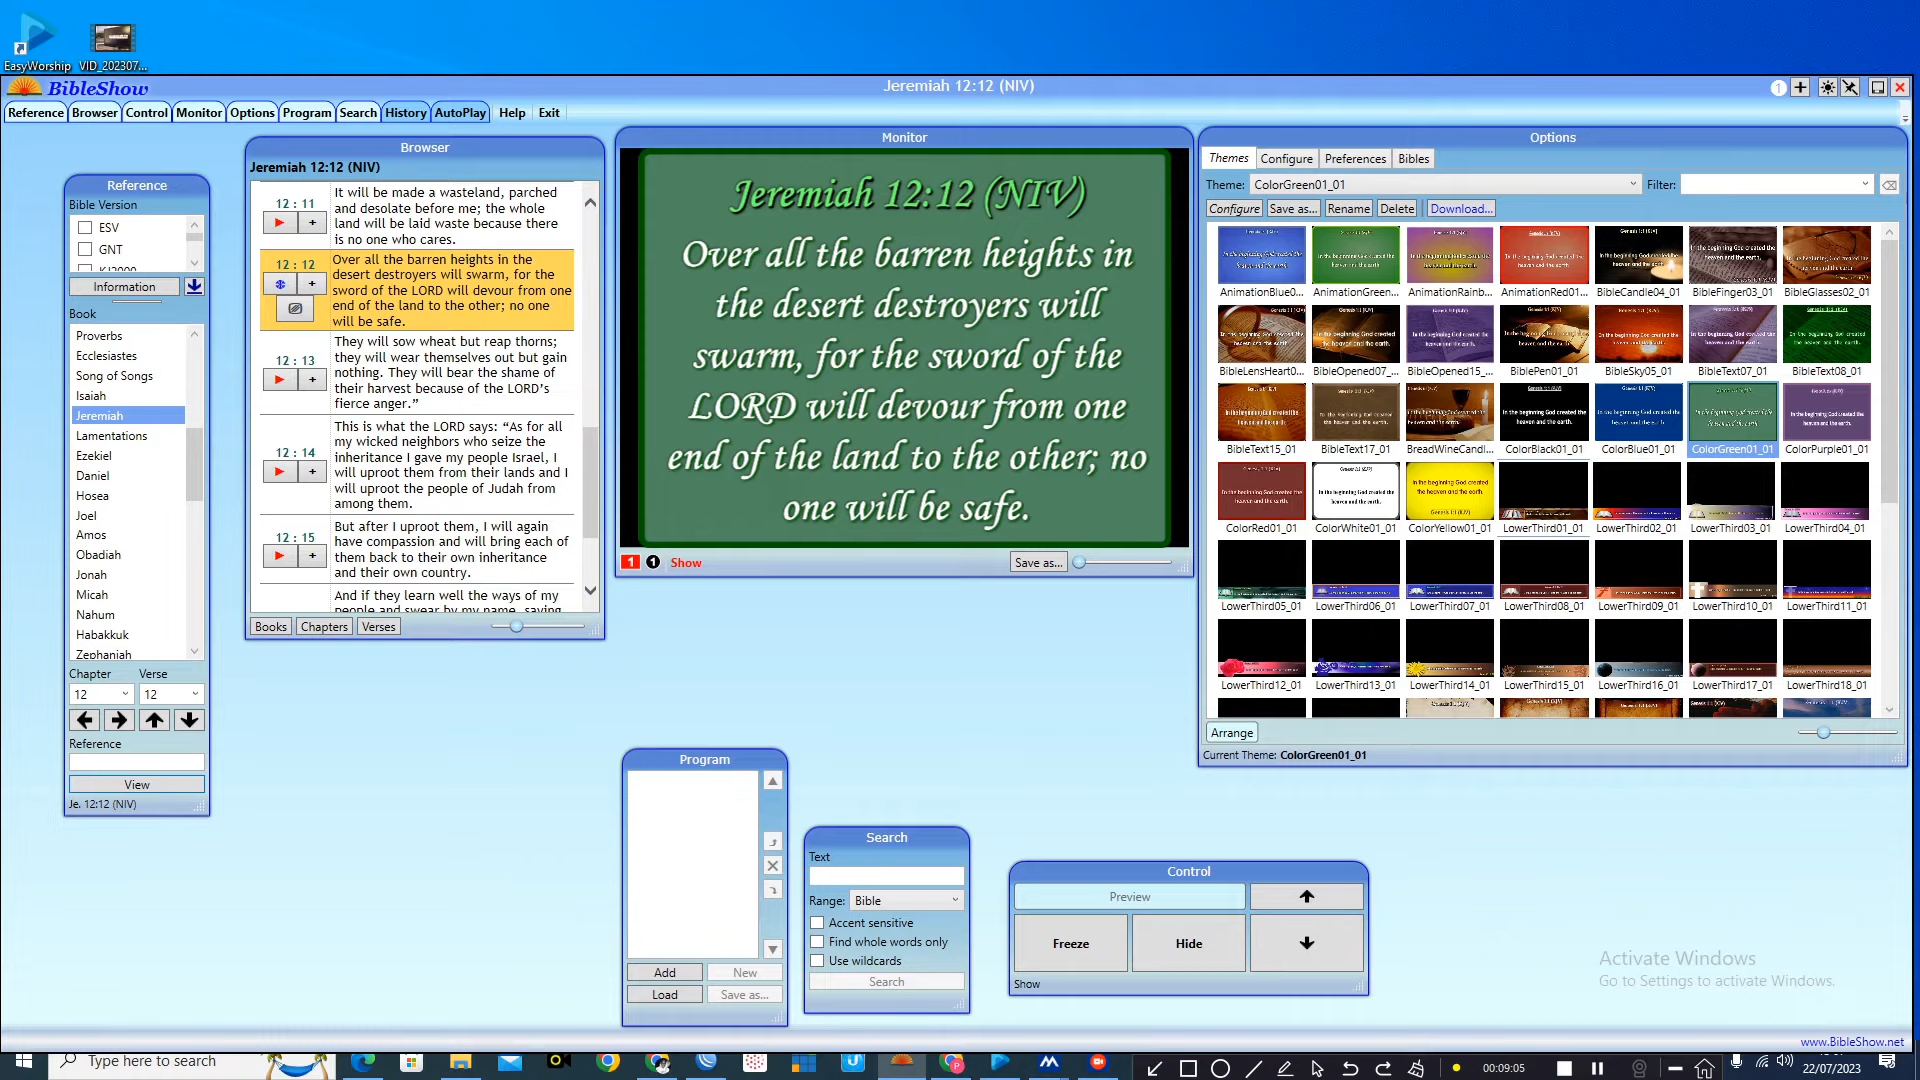 EasyWorship
VID_202307...
BibleShow
Jeremiah 12:12 (NIV)
Reference
Browser
Control
Monitor
Options
Program
Search
History
AutoPlay
Help
Exit
Reference
Bible Version
ESV
GNT
Information
Book
Proverbs
Ecclesiastes
Song of Songs
Isaiah
Jeremiah
Lamentations
Ezekiel
Daniel
Hosea
Joel
Amos
Obadiah
Jonah
Micah
Nahum
Habakkuk
Zephaniah
Chapter Verse
12 12
Reference
View
Je. 12:12 (NIV)
Browser
Jeremiah 12:12 (NIV)
12 : 11
It will be made a wasteland, parched
and desolate before me; the whole
land will be laid waste because there
is no one who cares.
12 : 12
Over all the barren heights in the
desert destroyers will swarm, for the
sword of the LORD will devour from one
end of the land to the other; no one
will be safe.
12 : 13
They will sow wheat but reap thorns;
they will wear themselves out but gain
nothing. They will bear the shame of
their harvest because of the LORD’s
fierce anger.”
12 : 14
This is what the LORD says: “As for all
my wicked neighbors who seize the
inheritance I gave my people Israel, I
will uproot them from their lands and I
will uproot the people of Judah from
among them.
12 : 15
But after I uproot them, I will again
have compassion and will bring each of
them back to their own inheritance
and their own country.
And if they learn well the ways of my
people and swear by my name, saying
Books
Chapters
Verses
Monitor
Jeremiah 12:12 (NIV)
Over all the barren heights in
the desert destroyers will
swarm, for the sword of the
LORD will devour from one
end of the land to the other; no
one will be safe.
1 1 Show
Save as...
Options
Themes
Configure
Preferences
Bibles
Theme: ColorGreen01_01
Filter:
Configure
Save as...
Rename
Delete
Download...
AnimationBlue0...
AnimationGreen...
AnimationRainb...
AnimationRed01...
BibleCandle04_01
BibleFinger03_01
BibleGlasses02_01
BibleLensHeart0...
BibleOpened07_...
BibleOpened15_...
BiblePen01_01
BibleSky05_01
BibleText07_01
BibleText08_01
BibleText15_01
BibleText17_01
BreadWineCandl...
ColorBlack01_01
ColorBlue01_01
ColorGreen01_01
ColorPurple01_01
ColorRed01_01
ColorWhite01_01
ColorYellow01_01
LowerThird01_01
LowerThird02_01
LowerThird03_01
LowerThird04_01
LowerThird05_01
LowerThird06_01
LowerThird07_01
LowerThird08_01
LowerThird09_01
LowerThird10_01
LowerThird11_01
LowerThird12_01
LowerThird13_01
LowerThird14_01
LowerThird15_01
LowerThird16_01
LowerThird17_01
LowerThird18_01
Arrange
Current Theme: ColorGreen01_01
Program
Add
New
Load
Save as...
Search
Text
Range: Bible
Accent sensitive
Find whole words only
Use wildcards
Search
Control
Preview
Freeze
Hide
Show
Activate Windows
Go to Settings to activate Windows.
www.BibleShow.net
Type here to search
00:09:05
22/07/2023